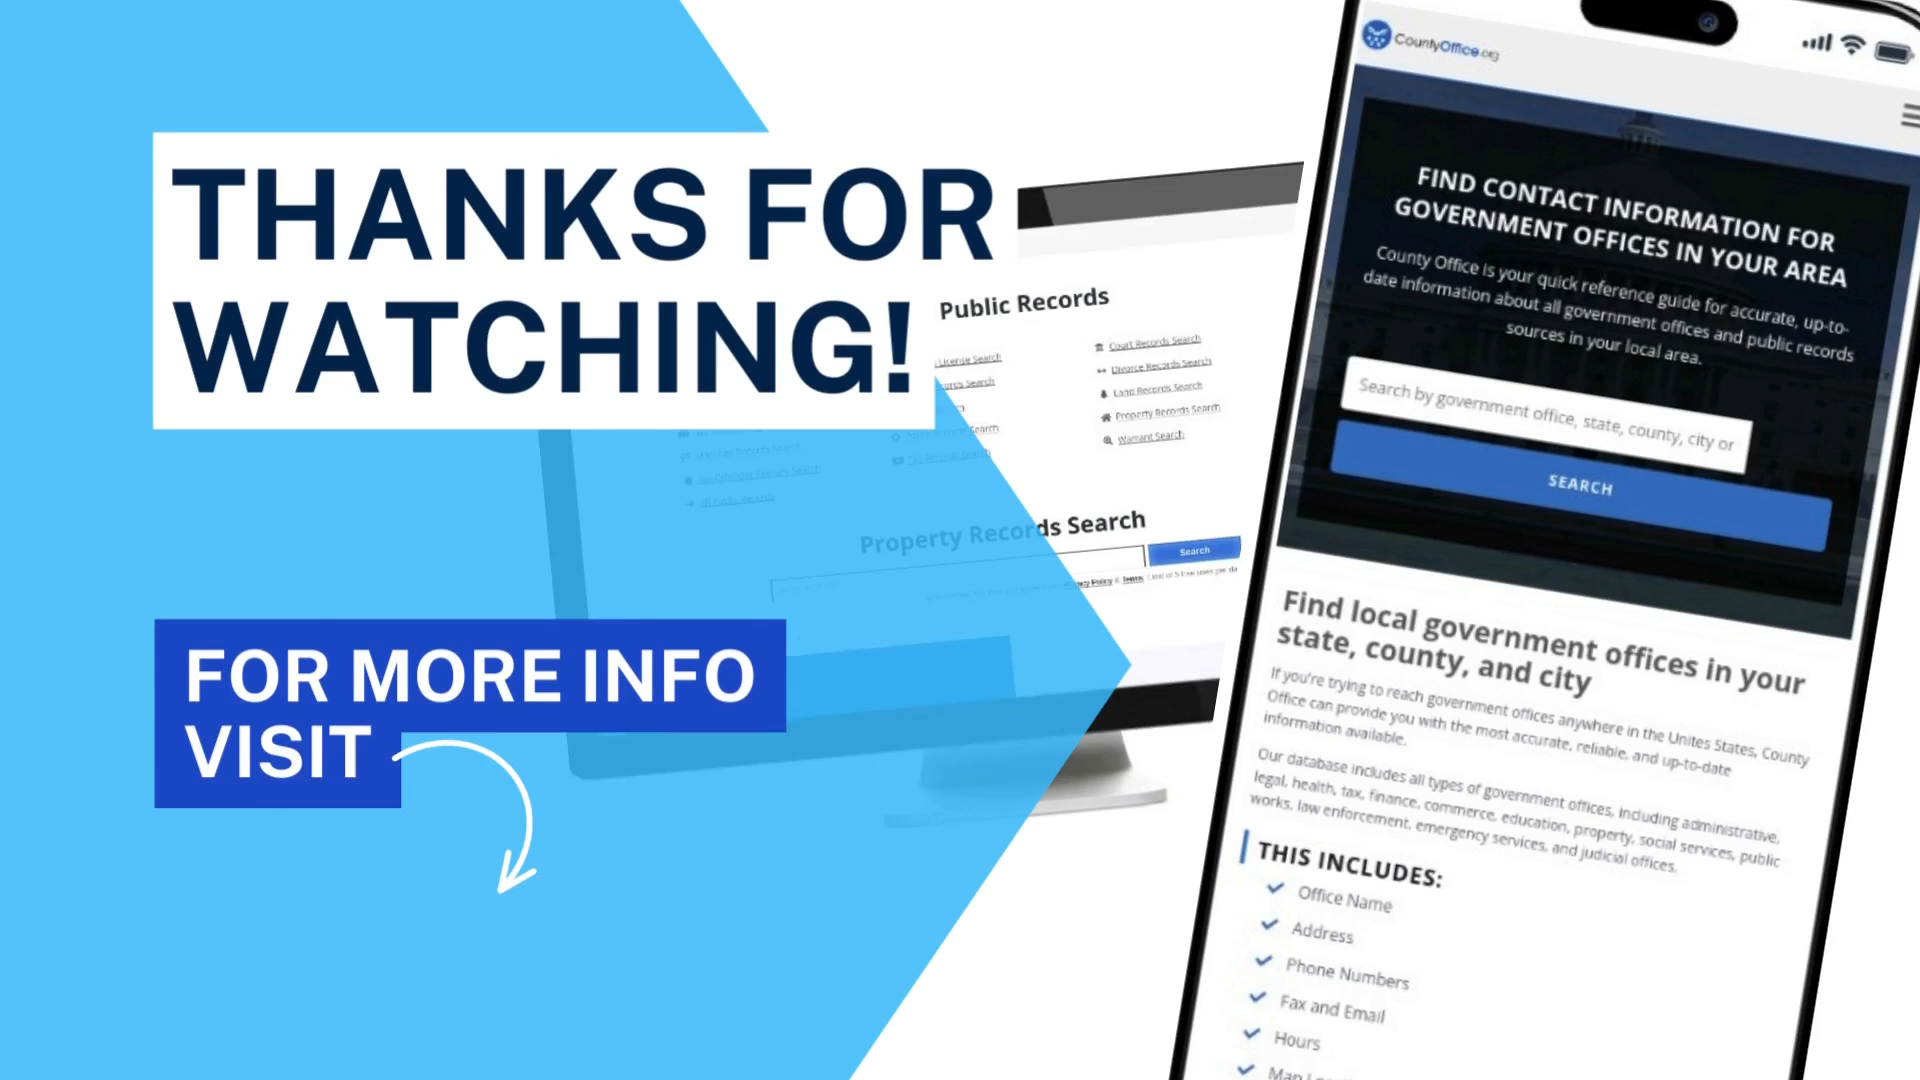 THANKS FOR
WATCHING!
FOR MORE INFO
VISIT
Public Records
License Search
Search
Search
Court Records Search
Divorce Records Search
Land Records Search
Property Records Search
Warrant Search
Property Records Search
Search
Policy & Terms
CountyOffice.org
FIND CONTACT INFORMATION FOR
GOVERNMENT OFFICES IN YOUR AREA
County Office is your quick reference guide for accurate, up-to-
date information about all government offices and public records
sources in your local area.
Search by government office, state, county, city or
SEARCH
Find local government offices in your
state, county, and city
If you're trying to reach government offices anywhere in the Unites States, County
Office can provide you with the most accurate, reliable, and up-to-date
information available.
Our database includes all types of government offices, including administrative,
legal, health, tax, finance, commerce, education, property, social services, public
works, law enforcement, emergency services, and judicial offices.
THIS INCLUDES:
Office Name
Address
Phone Numbers
Fax and Email
Hours